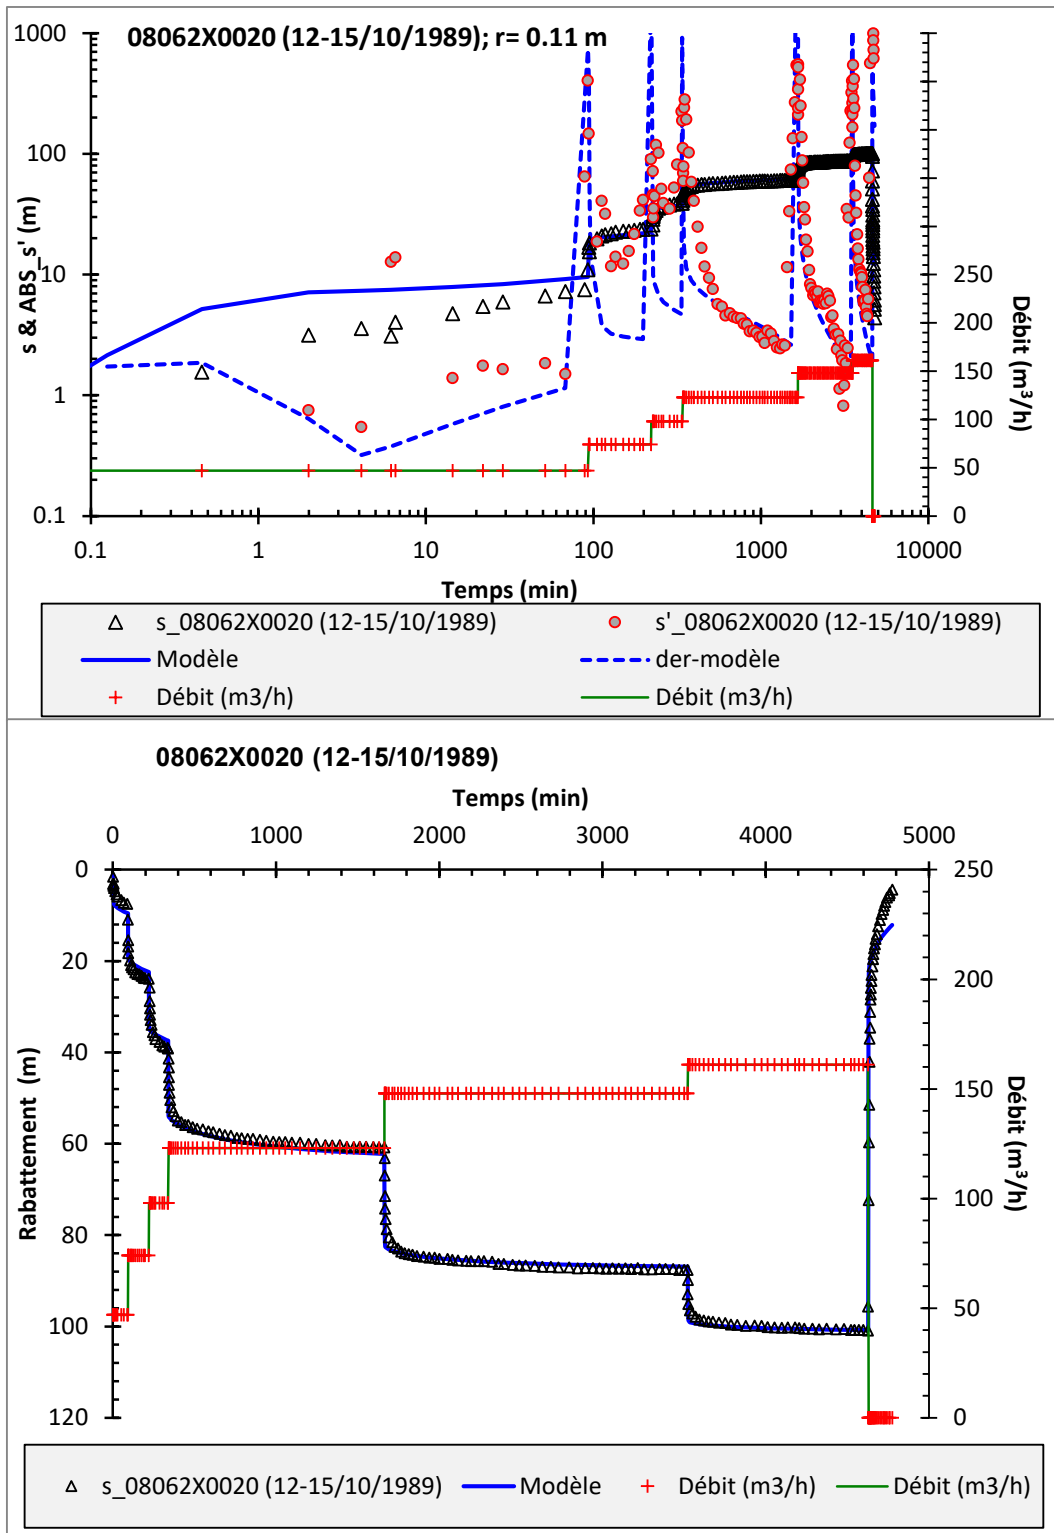 08062X0020 (12-15/10/1989); r= 0.11 m
s & ABS_s' (m)
1000
100
10
1
0.1
0.1 1 10 100 1000 10000
Temps (min)
250
200
150
100
50
0
Débit (m³/h)
s_08062X0020 (12-15/10/1989) s'_08062X0020 (12-15/10/1989)
Modèle der-modèle
Débit (m3/h) Débit (m3/h)
08062X0020 (12-15/10/1989)
Temps (min)
0 1000 2000 3000 4000 5000
Rabattement (m)
0
20
40
60
80
100
120
250
200
150
100
50
0
Débit (m³/h)
s_08062X0020 (12-15/10/1989) Modèle Débit (m3/h) Débit (m3/h)